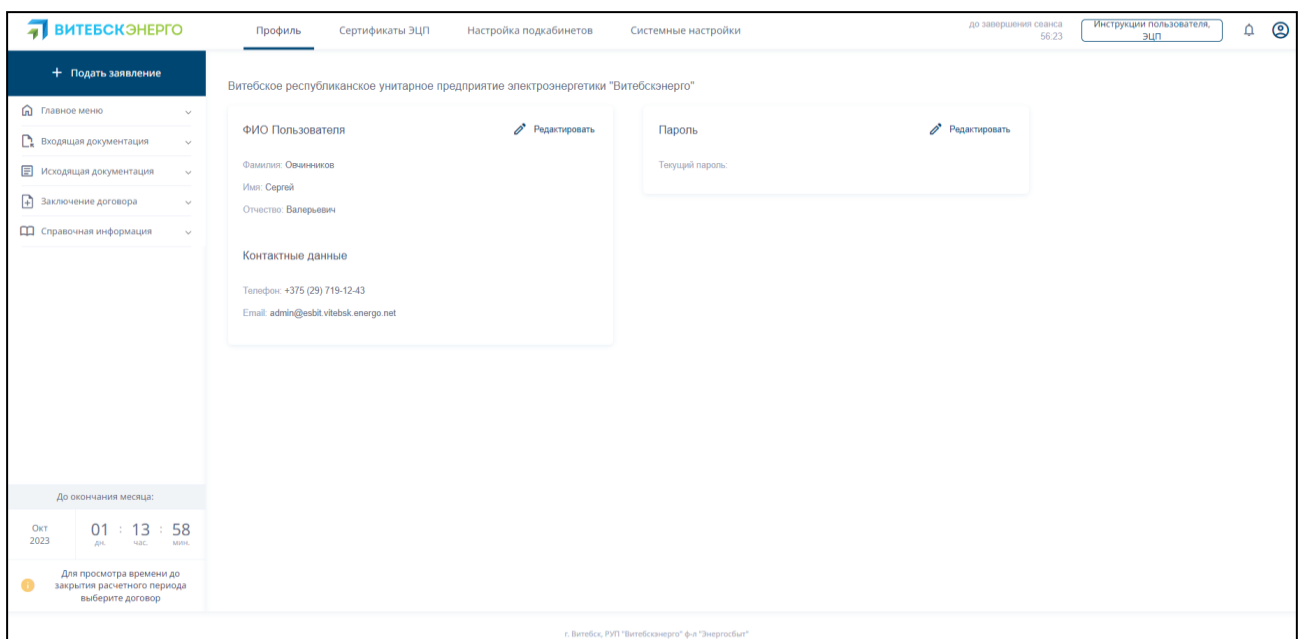 ВИТЕБСКЭНЕРГО
Профиль
Сертификаты ЭЦП
Настройка подкабинетов
Системные настройки
до завершения сеанса
56:23
Инструкции пользователя,
ЭЦП
+ Подать заявление
Главное меню
Входящая документация
Исходящая документация
Заключение договора
Справочная информация
Витебское республиканское унитарное предприятие электроэнергетики "Витебскэнерго"
ФИО Пользователя
Редактировать
Фамилия: Овчинников
Имя: Сергей
Отчество: Валерьевич
Контактные данные
Телефон: +375 (29) 719-12-43
Email: admin@esbit.vitebsk.energo.net
Пароль
Редактировать
Текущий пароль:
До окончания месяца:
Окт
2023
01 : 13 : 58
дн. час. мин.
Для просмотра времени до
закрытия расчетного периода
выберите договор
г. Витебск, РУП "Витебскэнерго" ф-л "Энергосбыт"